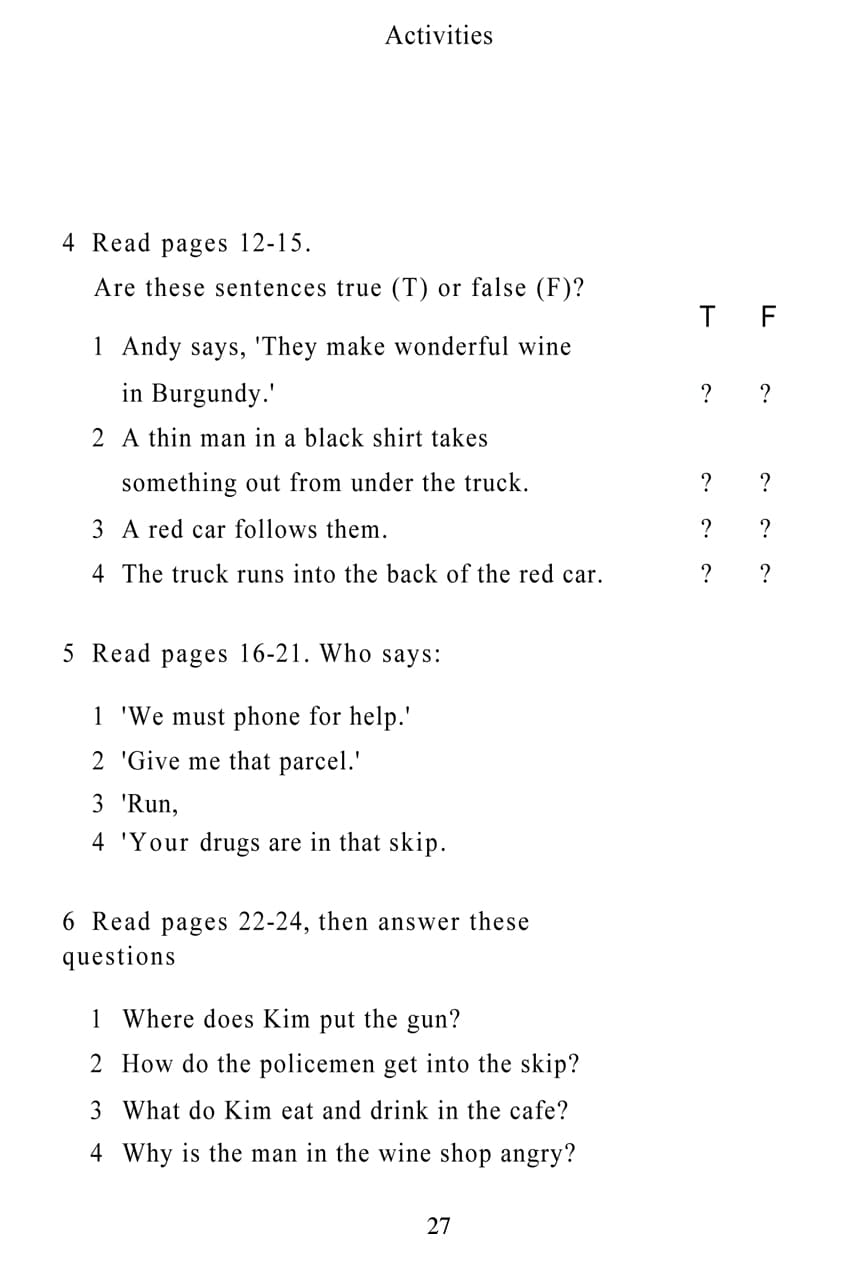 Activities
4 Read pages 12-15.
Are these sentences true (T) or false (F)?
T F
1 Andy says, 'They make wonderful wine
in Burgundy.' ? ?
2 A thin man in a black shirt takes
something out from under the truck. ? ?
3 A red car follows them. ? ?
4 The truck runs into the back of the red car. ? ?
5 Read pages 16-21. Who says:
1 'We must phone for help.'
2 'Give me that parcel.'
3 'Run,
4 'Your drugs are in that skip.
6 Read pages 22-24, then answer these
questions
1 Where does Kim put the gun?
2 How do the policemen get into the skip?
3 What do Kim eat and drink in the cafe?
4 Why is the man in the wine shop angry?
27